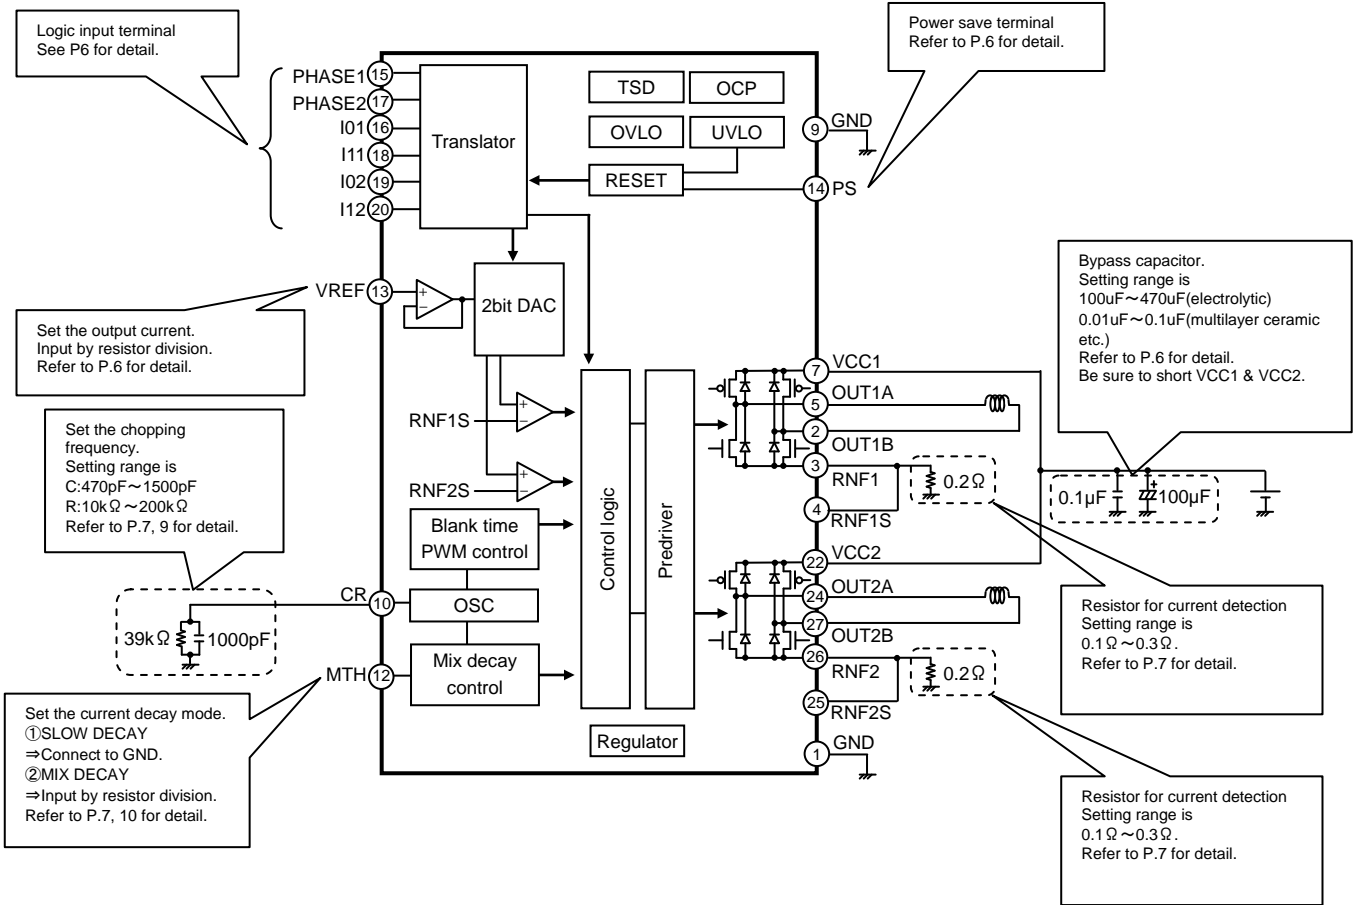 Logic input terminal
See P6 for detail.
Power save terminal
Refer to P.6 for detail.
PHASE1
15
PHASE2
17
I01
16
I11
18
I02
19
I12
20
Translator
TSD
OCP
OVLO
UVLO
RESET
9
GND
14
PS
VREF
13
+
−
2bit DAC
Set the output current.
Input by resistor division.
Refer to P.6 for detail.
Bypass capacitor.
Setting range is
100uF～470uF(electrolytic)
0.01uF～0.1uF(multilayer ceramic
etc.)
Refer to P.6 for detail.
Be sure to short VCC1 & VCC2.
Set the chopping
frequency.
Setting range is
C:470pF～1500pF
R:10kΩ～200kΩ
Refer to P.7, 9 for detail.
RNF1S
+
−
RNF2S
+
−
Blank time
PWM control
OSC
Mix decay
control
Control logic
Predriver
Regulator
7
VCC1
5
OUT1A
2
OUT1B
3
RNF1
4
RNF1S
0.2Ω
0.1µF
+
100µF
22
VCC2
24
OUT2A
27
OUT2B
26
RNF2
25
RNF2S
0.2Ω
1
GND
CR
10
39kΩ
1000pF
MTH
12
Set the current decay mode.
①SLOW DECAY
⇒Connect to GND.
②MIX DECAY
⇒Input by resistor division.
Refer to P.7, 10 for detail.
Resistor for current detection
Setting range is
0.1Ω～0.3Ω.
Refer to P.7 for detail.
Resistor for current detection
Setting range is
0.1Ω～0.3Ω.
Refer to P.7 for detail.